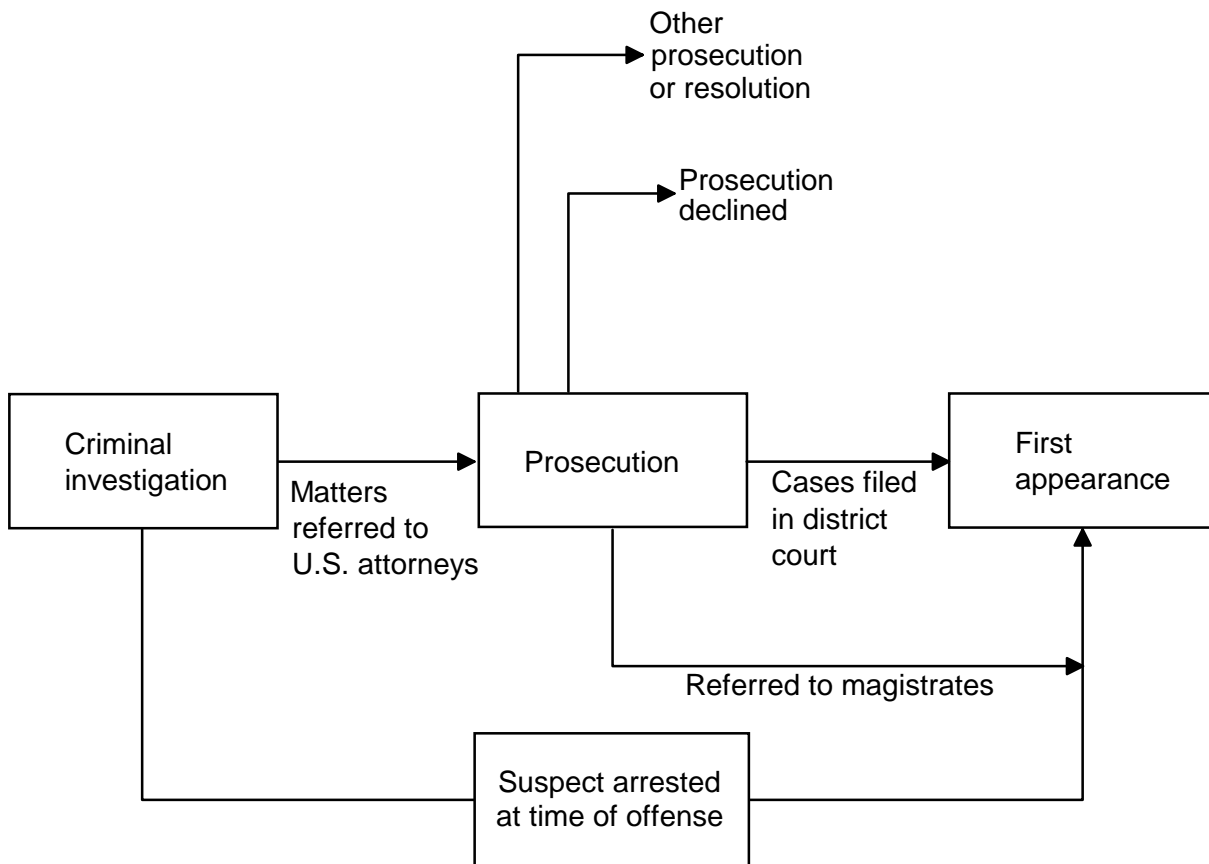 Other
prosecution
or resolution
Prosecution
declined
Criminal
investigation
Matters
referred to
U.S. attorneys
Prosecution
Cases filed
in district
court
First
appearance
Referred to magistrates
Suspect arrested
at time of offense